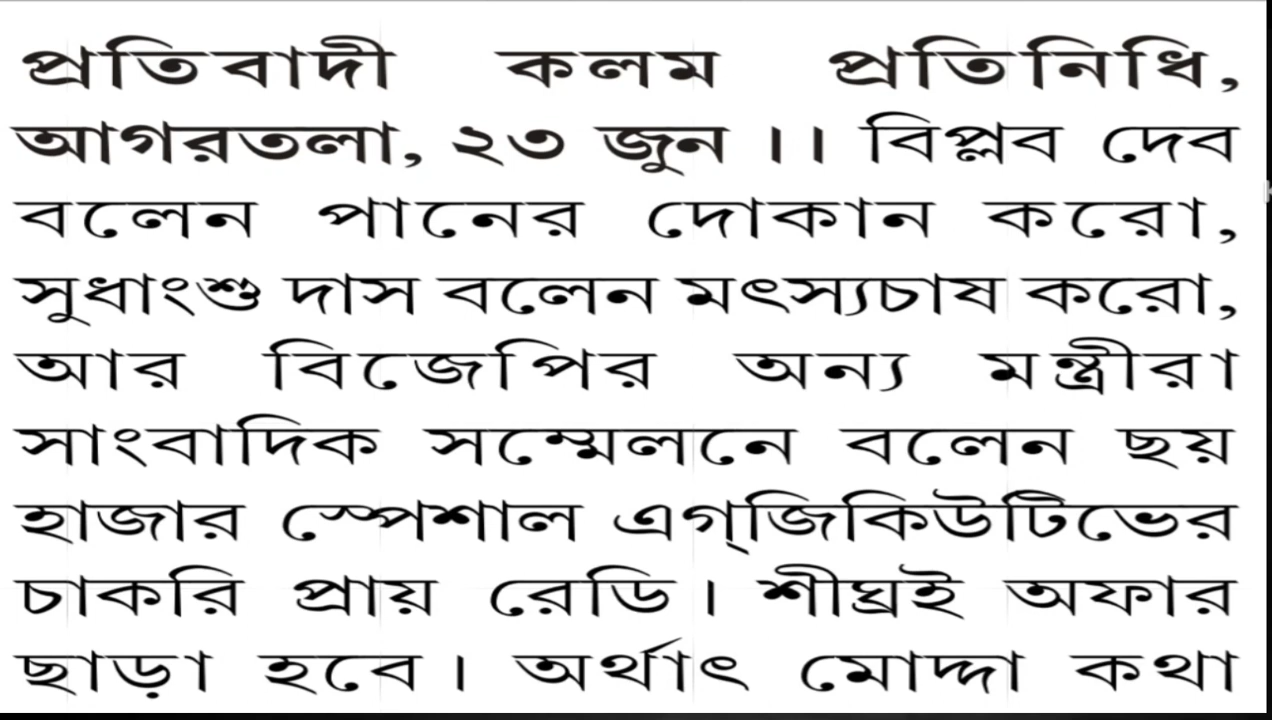 প্রতিবাদী কলম প্রতিনিধি,
আগরতলা, ২৩ জুন ।। বিপ্লব দেব
বলেন পানের দোকান করো,
সুধাংশু দাস বলেন মৎস্যচাষ করো,
আর বিজেপির অন্য মন্ত্রীরা
সাংবাদিক সম্মেলনে বলেন ছয়
হাজার স্পেশাল এগ্‌জিকিউটিভের
চাকরি প্রায় রেডি। শীঘ্রই অফার
ছাড়া হবে। অর্থাৎ মোদ্দা কথা